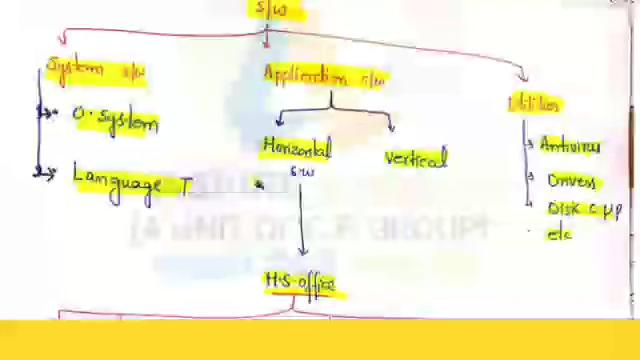 S/W
System S/W
Application S/W
Utilities
O. System
Language T
Horizontal
S/W
Vertical
Antivirus
Drivers
Disk C
etc
M.S. office